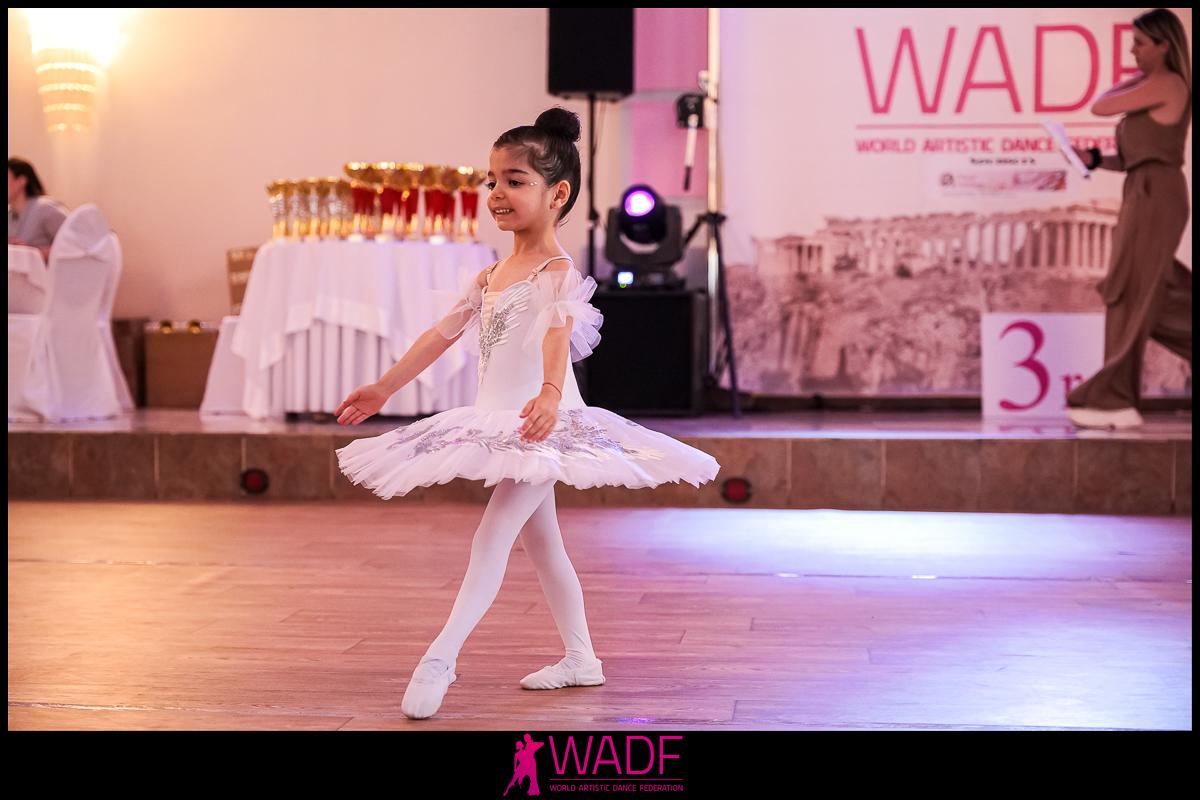 WADF
WORLD ARTISTIC DANCE FEDER
3
WADF
WORLD ARTISTIC DANCE FEDERATION